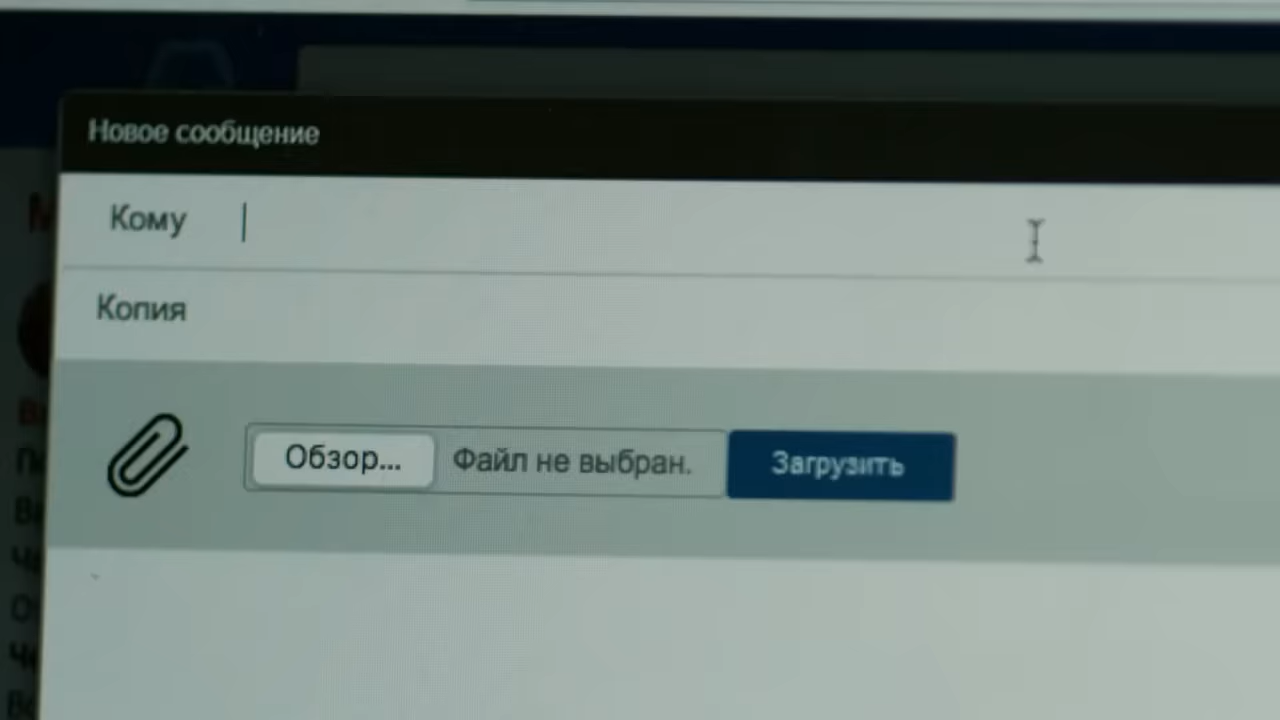 Новое сообщение
Кому
Копия
Обзор... Файл не выбран. Загрузить